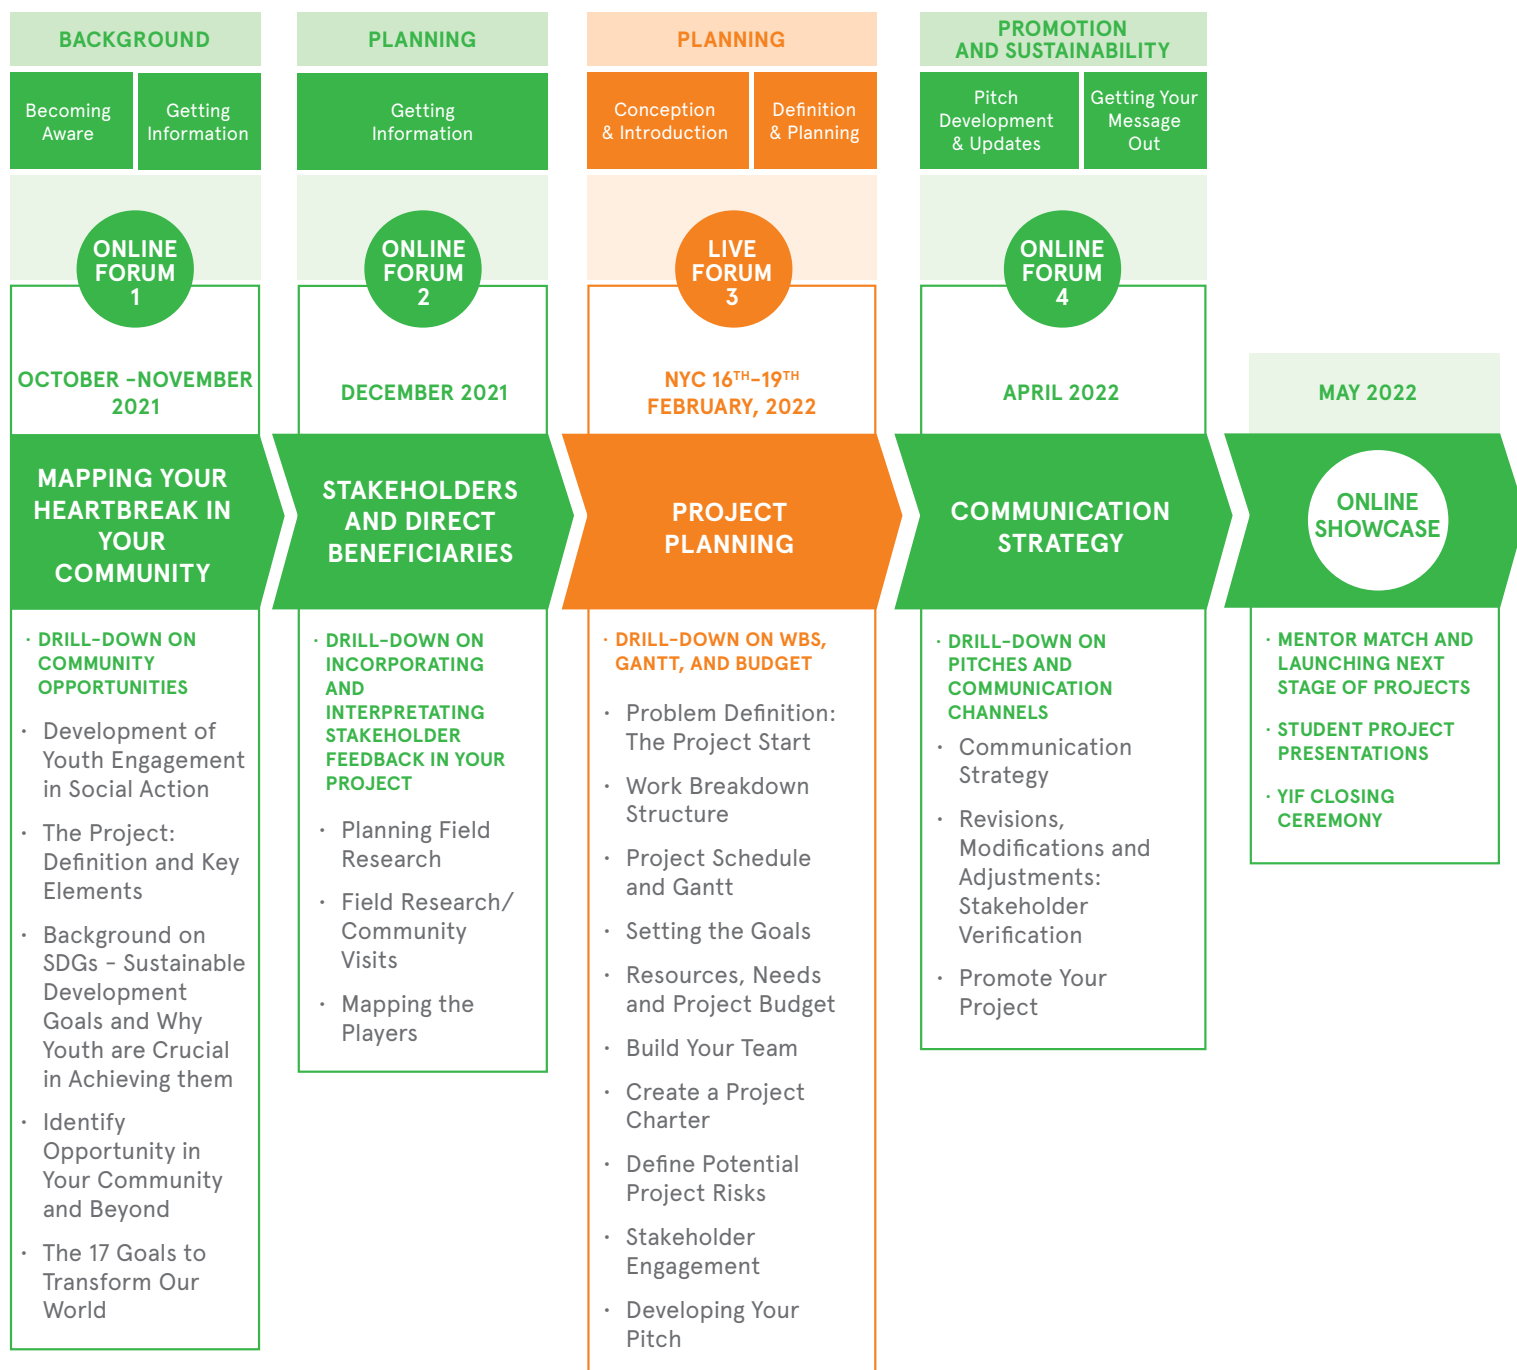 BACKGROUND
Becoming
Aware
Getting
Information
ONLINE
FORUM
1
OCTOBER -NOVEMBER
2021
MAPPING YOUR
HEARTBREAK IN
YOUR
COMMUNITY
· DRILL-DOWN ON
COMMUNITY
OPPORTUNITIES
· Development of
Youth Engagement
in Social Action
· The Project:
Definition and Key
Elements
· Background on
SDGs - Sustainable
Development
Goals and Why
Youth are Crucial
in Achieving them
· Identify
Opportunity in
Your Community
and Beyond
· The 17 Goals to
Transform Our
World
PLANNING
Getting
Information
ONLINE
FORUM
2
DECEMBER 2021
STAKEHOLDERS
AND DIRECT
BENEFICIARIES
· DRILL-DOWN ON
INCORPORATING
AND
INTERPRETATING
STAKEHOLDER
FEEDBACK IN YOUR
PROJECT
· Planning Field
Research
· Field Research/
Community
Visits
· Mapping the
Players
PLANNING
Conception
& Introduction
Definition
& Planning
LIVE
FORUM
3
NYC 16TH-19TH
FEBRUARY, 2022
PROJECT
PLANNING
· DRILL-DOWN ON WBS,
GANTT, AND BUDGET
· Problem Definition:
The Project Start
· Work Breakdown
Structure
· Project Schedule
and Gantt
· Setting the Goals
· Resources, Needs
and Project Budget
· Build Your Team
· Create a Project
Charter
· Define Potential
Project Risks
· Stakeholder
Engagement
· Developing Your
Pitch
PROMOTION
AND SUSTAINABILITY
Pitch
Development
& Updates
Getting Your
Message
Out
ONLINE
FORUM
4
APRIL 2022
COMMUNICATION
STRATEGY
· DRILL-DOWN ON
PITCHES AND
COMMUNICATION
CHANNELS
· Communication
Strategy
· Revisions,
Modifications and
Adjustments:
Stakeholder
Verification
· Promote Your
Project
MAY 2022
ONLINE
SHOWCASE
· MENTOR MATCH AND
LAUNCHING NEXT
STAGE OF PROJECTS
· STUDENT PROJECT
PRESENTATIONS
· YIF CLOSING
CEREMONY